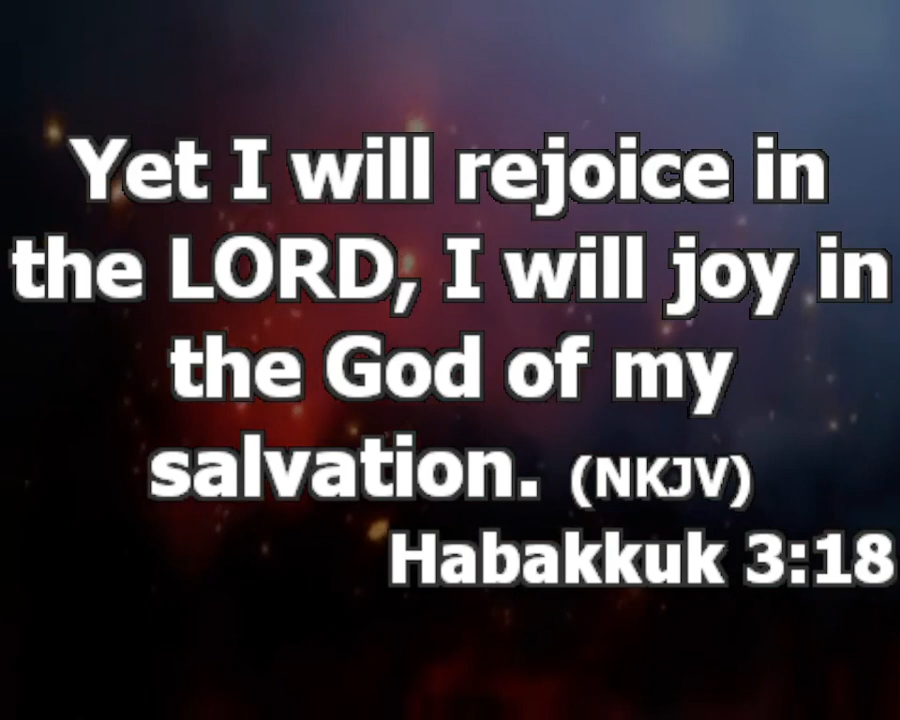 Yet I will rejoice in
the LORD, I will joy in
the God of my
salvation. (NKJV)
Habakkuk 3:18